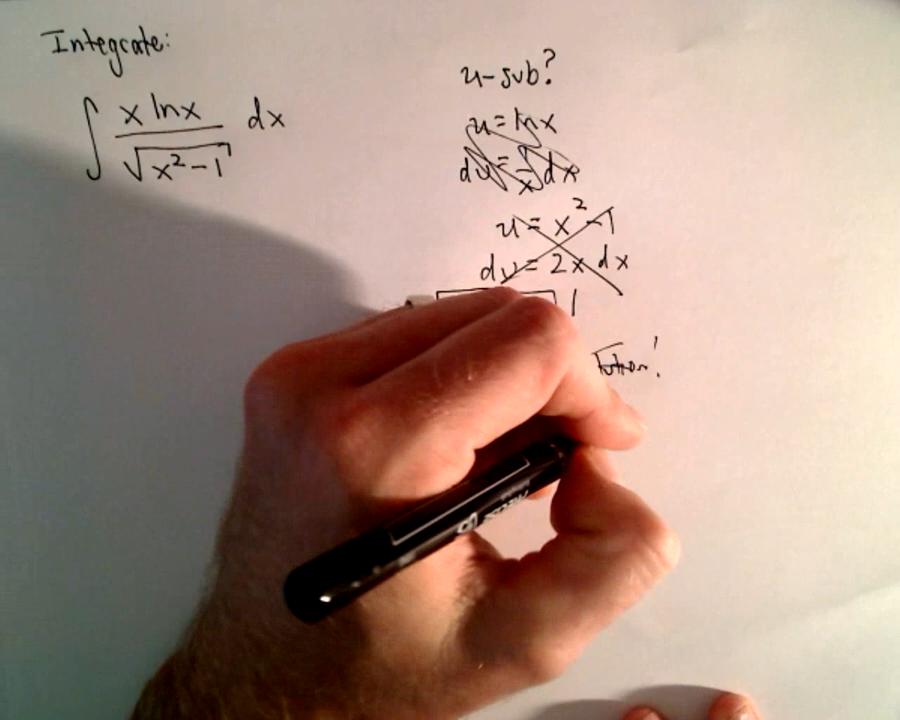 Integrate:
∫ x ln x / √(x² - 1) dx
u-sub?
u = ln x
du = 1/x dx
u = x² - 1
du = 2x dx